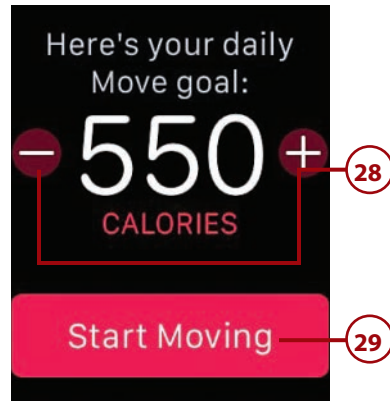 Here's your daily
Move goal:
− 550 +
CALORIES
28
Start Moving
29